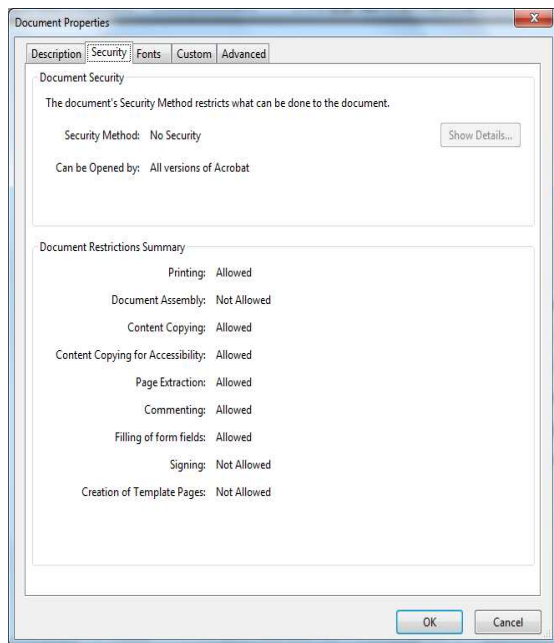 Document Properties
Description Security Fonts Custom Advanced
Document Security
The document's Security Method restricts what can be done to the document.
Security Method: No Security
Show Details...
Can be Opened by: All versions of Acrobat
Document Restrictions Summary
Printing: Allowed
Document Assembly: Not Allowed
Content Copying: Allowed
Content Copying for Accessibility: Allowed
Page Extraction: Allowed
Commenting: Allowed
Filling of form fields: Allowed
Signing: Not Allowed
Creation of Template Pages: Not Allowed
OK Cancel